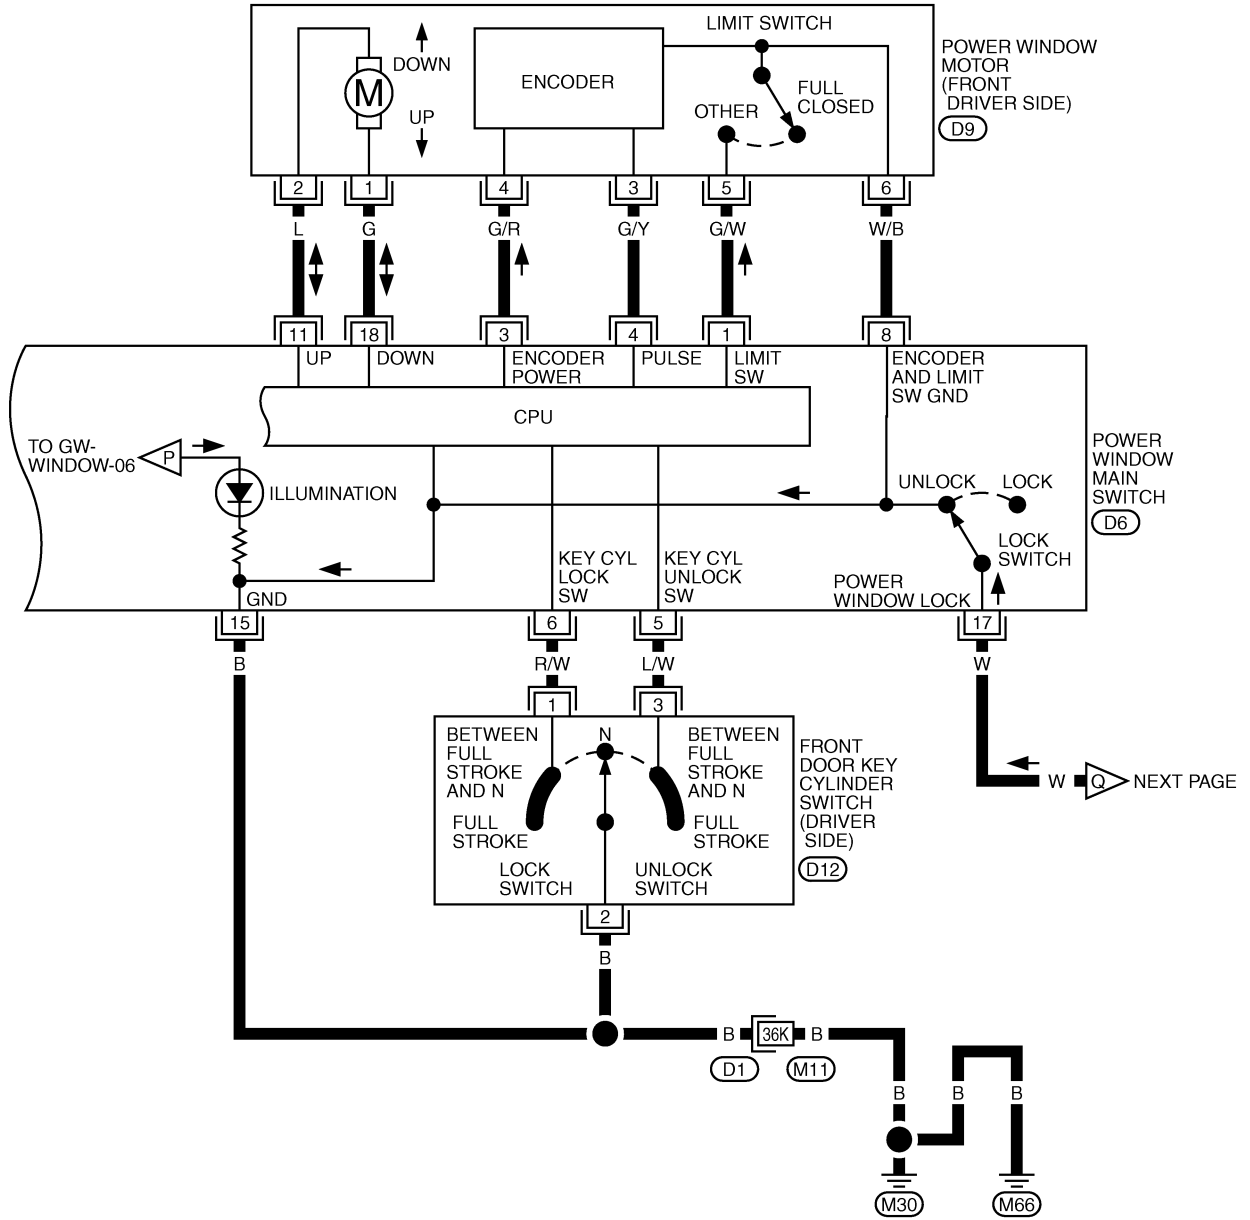 LIMIT SWITCH
DOWN
M
UP
ENCODER
OTHER
FULL
CLOSED
POWER WINDOW
MOTOR
(FRONT
DRIVER SIDE)
D9
2
1
4
3
5
6
L
G
G/R
G/Y
G/W
W/B
11
18
3
4
1
8
UP
DOWN
ENCODER
POWER
PULSE
LIMIT
SW
ENCODER
AND LIMIT
SW GND
CPU
TO GW-
WINDOW-06
P
ILLUMINATION
UNLOCK
LOCK
LOCK
SWITCH
POWER
WINDOW
MAIN
SWITCH
D6
KEY CYL
LOCK
SW
KEY CYL
UNLOCK
SW
POWER
WINDOW LOCK
GND
15
6
5
17
B
R/W
L/W
W
1
3
BETWEEN
FULL
STROKE
AND N
N
BETWEEN
FULL
STROKE
AND N
FULL
STROKE
FULL
STROKE
LOCK
SWITCH
UNLOCK
SWITCH
FRONT
DOOR KEY
CYLINDER
SWITCH
(DRIVER
SIDE)
D12
W
Q
NEXT PAGE
2
B
B
36K
B
D1
M11
B
B
B
M30
M66